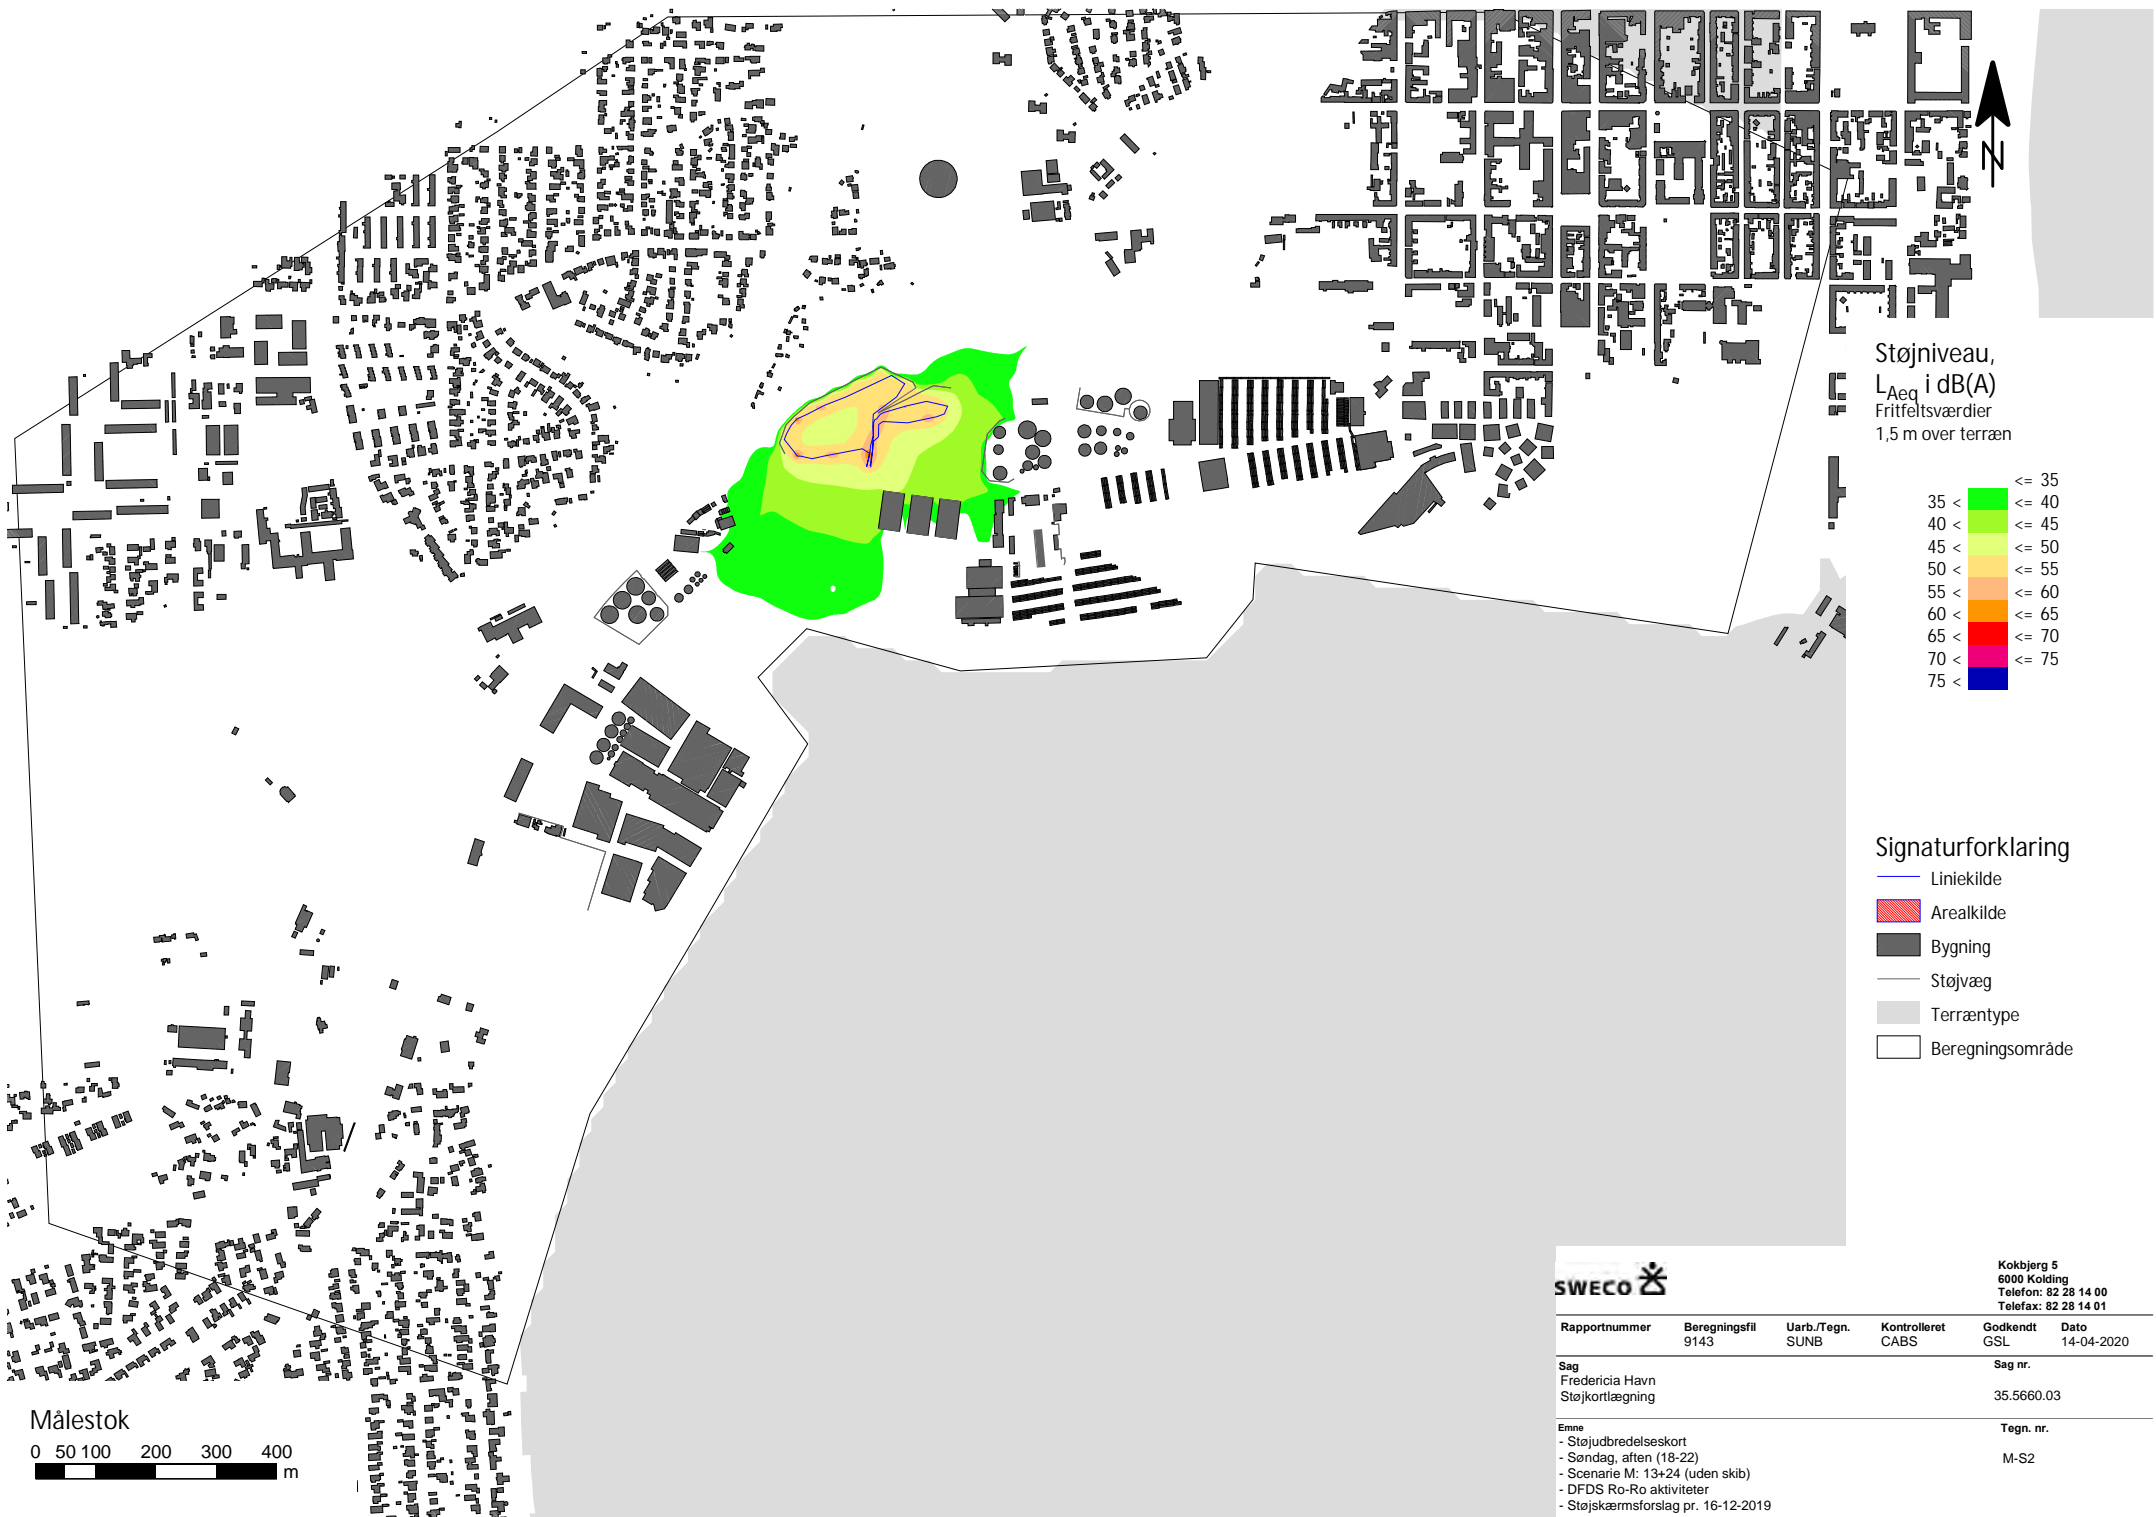 N
Støjniveau,
LAeq i dB(A)
Fritfeltsværdier
1,5 m over terræn
<= 35
35 < <= 40
40 < <= 45
45 < <= 50
50 < <= 55
55 < <= 60
60 < <= 65
65 < <= 70
70 < <= 75
75 <
Signaturforklaring
Liniekilde
Arealkilde
Bygning
Støjvæg
Terræntype
Beregningsområde
Målestok
0 50 100 200 300 400
m
SWECO
Kokbjerg 5
6000 Kolding
Telefon: 82 28 14 00
Telefax: 82 28 14 01
Rapportnummer Beregningsfil Uarb./Tegn. Kontrolleret Godkendt Dato
9143 SUNB CABS GSL 14-04-2020
Sag Sag nr.
Fredericia Havn
Støjkortlægning 35.5660.03
Emne Tegn. nr.
- Støjudbredelseskort
- Søndag, aften (18-22) M-S2
- Scenarie M: 13+24 (uden skib)
- DFDS Ro-Ro aktiviteter
- Støjskærmsforslag pr. 16-12-2019